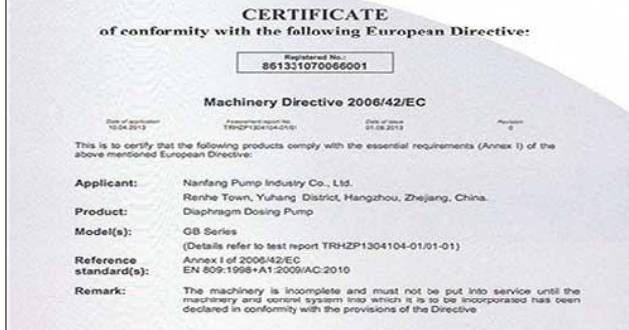 CERTIFICATE
of conformity with the following European Directive:
Registered No.:
861331070066001
Machinery Directive 2006/42/EC
Date of application Assessment report No. Date of issue Revision
10.04.2013 TRHZP1304104-01/01 01.08.2013 0
This is to certify that the following products comply with the essential requirements (Annex I) of the
above mentioned European Directive:
Applicant: Nanfang Pump Industry Co., Ltd.
Renhe Town, Yuhang District, Hangzhou, Zhejiang, China.
Product: Diaphragm Dosing Pump
Model(s): GB Series
(Details refer to test report TRHZP1304104-01/01-01)
Reference Annex I of 2006/42/EC
standard(s): EN 809:1998+A1:2009/AC:2010
Remark: The machinery is incomplete and must not be put into service until the
machinery and control system into which it is to be incorporated has been
declared in conformity with the provisions of the Directive